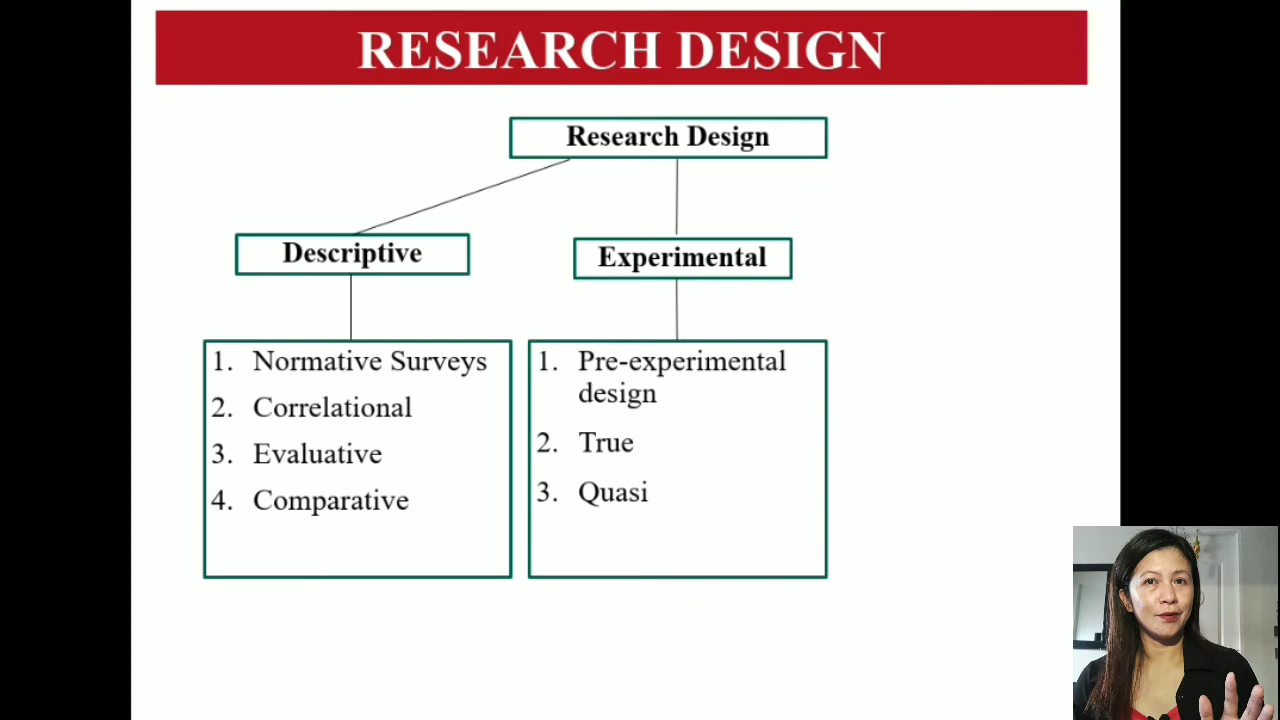 RESEARCH DESIGN
Research Design
Descriptive
Experimental
1. Normative Surveys
2. Correlational
3. Evaluative
4. Comparative
1. Pre-experimental
design
2. True
3. Quasi